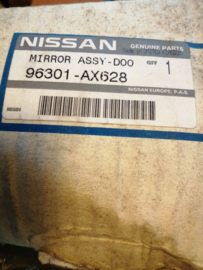 NISSAN
GENUINE PARTS
MIRROR ASSY-DOO
QTY 1
96301-AX628
NISSAN EUROPE, P.A.S.